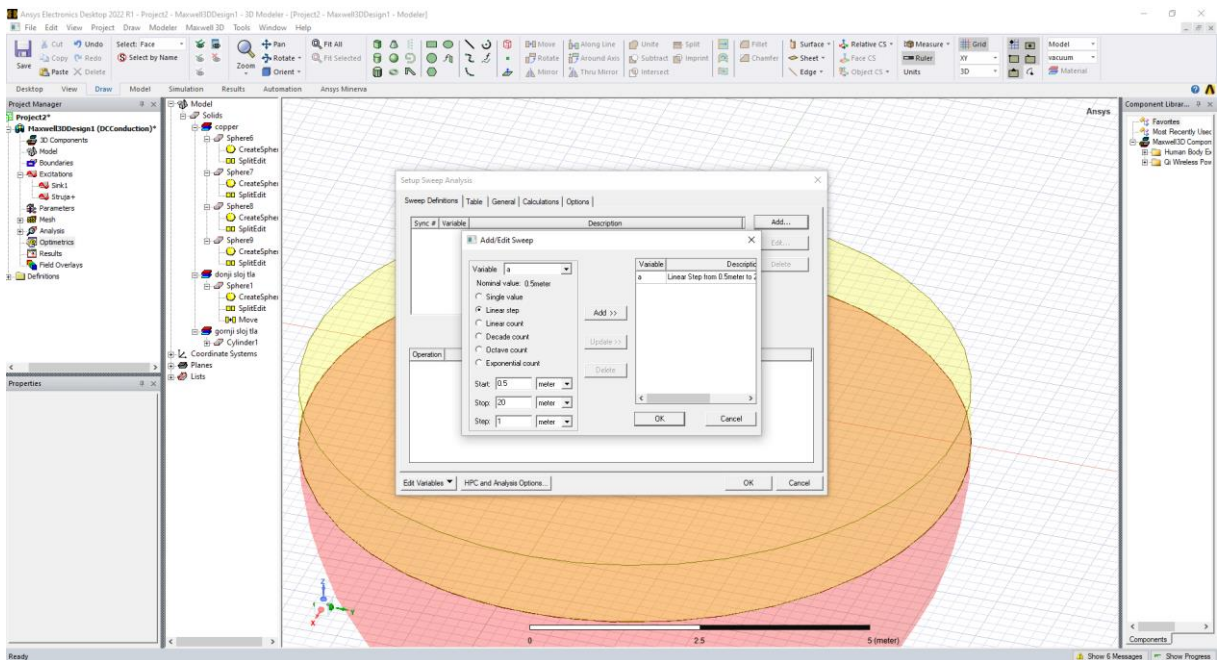 Ansys Electronics Desktop 2022 R1 - Project2 - Maxwell3DDesign1 - 3D Modeler - [Project2 - Maxwell3DDesign1 - Modeler]
File Edit View Project Draw Modeler Maxwell 3D Tools Window Help
Save
Cut Undo Select: Face
Copy Redo Select by Name
Paste Delete
Zoom
Pan Fit All
Rotate Fit Selected
Orient
Move Along Line Unite Split Fillet Surface Relative CS Measure Grid Model
Rotate Around Axis Subtract Imprint Chamfer Sheet Face CS Ruler XY vacuum
Mirror Thru Mirror Intersect Edge Object CS Units 3D Material
Desktop View Draw Model Simulation Results Automation Ansys Minerva
Project Manager
Project2*
Maxwell3DDesign1 (DCConduction)*
3D Components
Model
Boundaries
Excitations
Sink1
Struja+
Parameters
Mesh
Analysis
Optimetrics
Results
Field Overlays
Definitions
Properties
Model
Solids
copper
Sphere6
CreateSpher
SplitEdit
Sphere7
CreateSpher
SplitEdit
Sphere8
CreateSpher
SplitEdit
Sphere9
CreateSpher
SplitEdit
donji sloj tla
Sphere1
CreateSpher
SplitEdit
Move
gornji sloj tla
Cylinder1
Coordinate Systems
Planes
Lists
Ansys
Setup Sweep Analysis
Sweep Definitions Table General Calculations Options
Sync # Variable Description
Add...
Edit...
Delete
Operation
Edit Variables HPC and Analysis Options... OK Cancel
Add/Edit Sweep
Variable a
Nominal value: 0.5meter
Single value
Linear step
Linear count
Decade count
Octave count
Exponential count
Start: 0.5 meter
Stop: 20 meter
Step: 1 meter
Add >>
Update >>
Delete
Variable Descriptic
a Linear Step from 0.5meter to 2
OK Cancel
Z
Y
X
0 2.5 5 (meter)
Component Librar...
Favorites
Most Recently Usec
Maxwell3D Compon
Human Body Ex
Qi Wireless Pov
Components
Ready
Show 6 Messages Show Progress